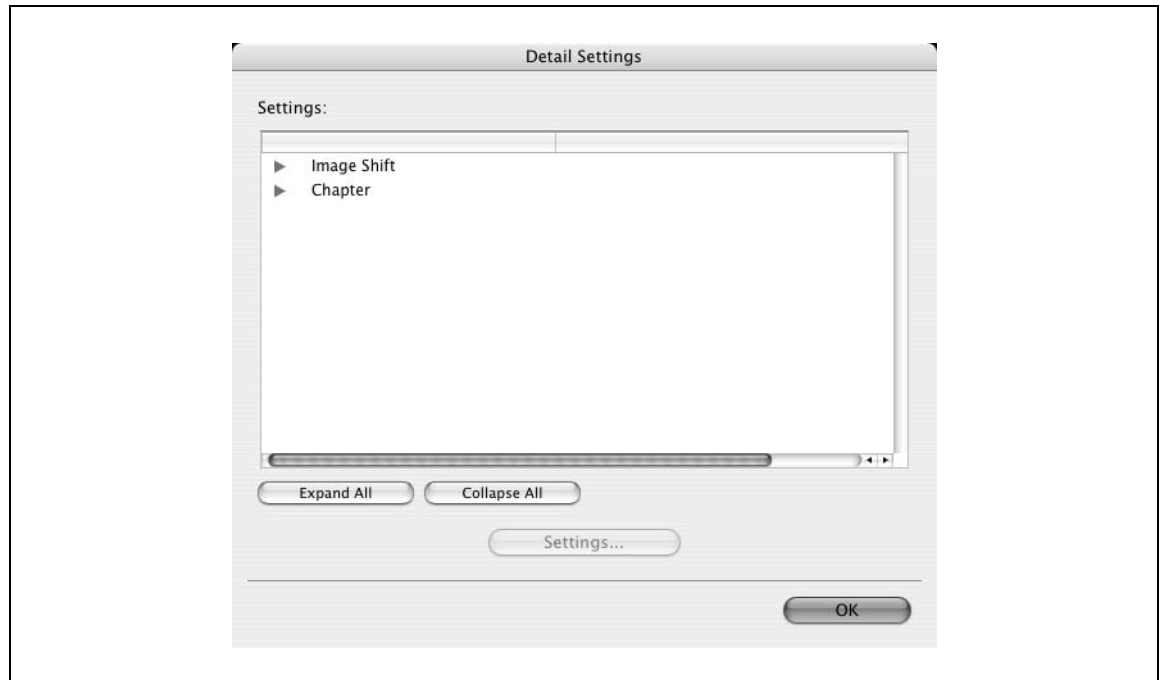 Detail Settings
Settings:
Image Shift
Chapter
Expand All
Collapse All
Settings...
OK